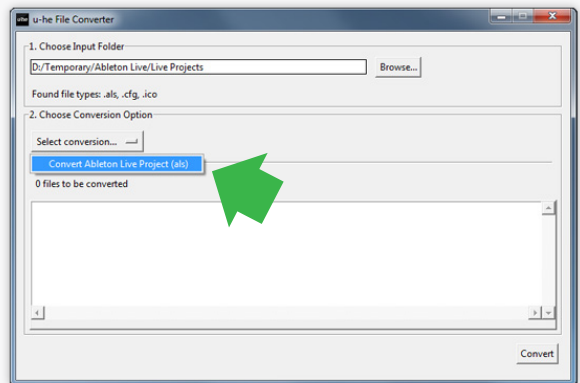 u-he
u-he File Converter
1. Choose Input Folder
D:/Temporary/Ableton Live/Live Projects
Browse...
Found file types: .als, .cfg, .ico
2. Choose Conversion Option
Select conversion...
Convert Ableton Live Project (als)
0 files to be converted
Convert